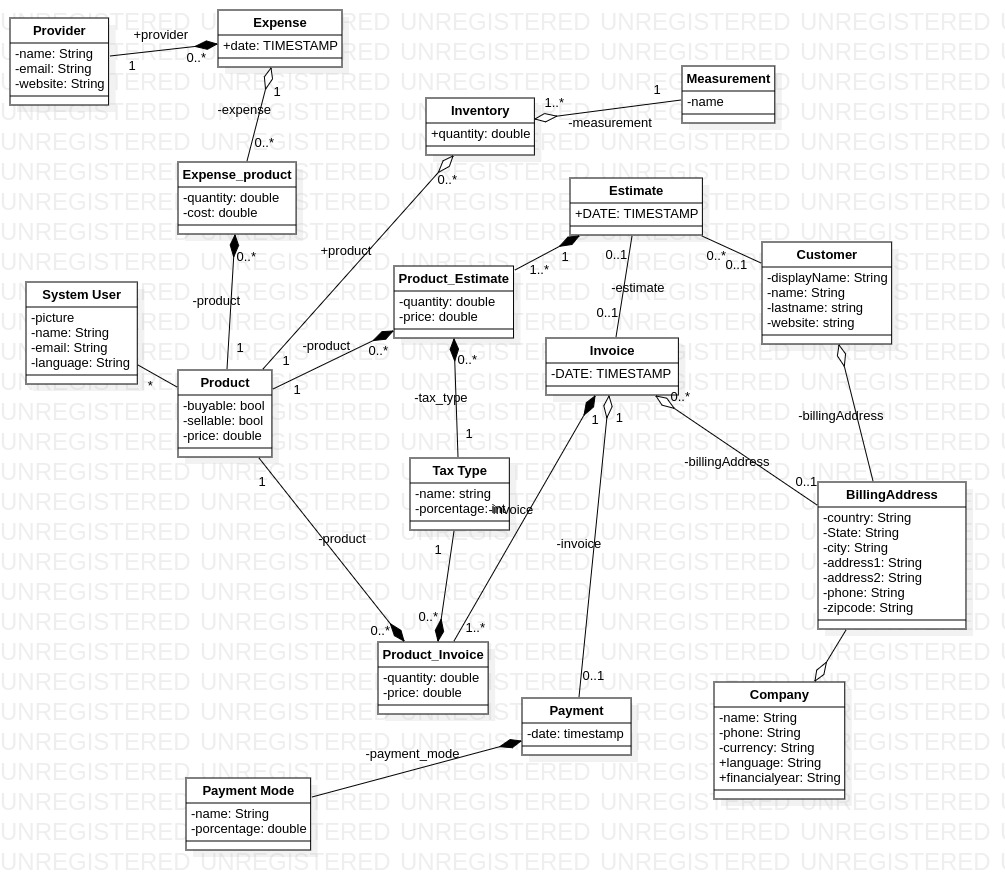 Provider
-name: String
-email: String
-website: String
+provider
1
0..*
Expense
+date: TIMESTAMP
1
-expense
0..*
Expense_product
-quantity: double
-cost: double
0..*
-product
1
Inventory
+quantity: double
1..*
1
-measurement
Measurement
-name
0..*
+product
1
Estimate
+DATE: TIMESTAMP
1
1..*
0..1
-estimate
0..1
0..*
0..1
Customer
-displayName: String
-name: String
-lastname: string
-website: string
System User
-picture
-name: String
-email: String
-language: String
*
Product_Estimate
-quantity: double
-price: double
-product
0..*
1
0..*
-tax_type
1
Product
-buyable: bool
-sellable: bool
-price: double
Invoice
-DATE: TIMESTAMP
1
1
0..*
-billingAddress
0..1
-billingAddress
Tax Type
-name: string
-porcentage: int
-invoice
-invoice
BillingAddress
-country: String
-State: String
-city: String
-address1: String
-address2: String
-phone: String
-zipcode: String
1
-product
0..*
1
0..*
1..*
0..1
Product_Invoice
-quantity: double
-price: double
Payment
-date: timestamp
Company
-name: String
-phone: String
-currency: String
+language: String
+financialyear: String
-payment_mode
Payment Mode
-name: String
-porcentage: double
UNREGISTERED